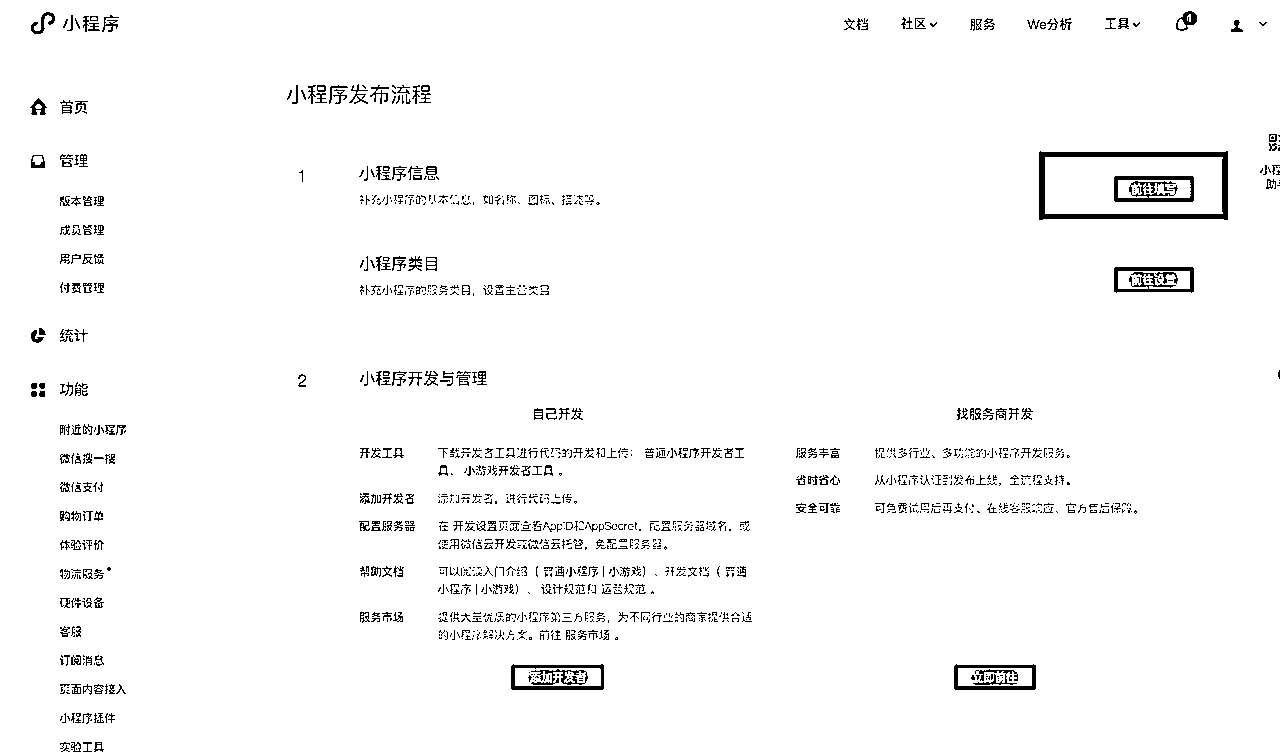 小程序
文档 社区 服务 We分析 工具 1
首页
管理
版本管理
成员管理
用户反馈
付费管理
统计
功能
附近的小程序
微信搜一搜
微信支付
购物订单
体验评价
物流服务
硬件设备
客服
订阅消息
页面内容接入
小程序插件
实验工具
小程序发布流程
1 小程序信息
补充小程序的基本信息，如名称、图标、描述等。
前往填写
小程序类目
补充小程序的服务类目，设置主营类目
前往设置
2 小程序开发与管理
自己开发
开发工具 下载开发者工具进行代码的开发和上传： 普通小程序开发者工
具、 小游戏开发者工具 。
添加开发者 添加开发者，进行代码上传。
配置服务器 在 开发设置页面查看AppID和AppSecret，配置服务器域名，或
使用微信云开发或微信云托管，免配置服务器。
帮助文档 可以阅读入门介绍（ 普通小程序 | 小游戏）、开发文档（ 普通
小程序 | 小游戏）、 设计规范和 运营规范 。
服务市场 提供大量优质的小程序第三方服务，为不同行业的商家提供合适
的小程序解决方案。前往 服务市场 。
添加开发者
找服务商开发
服务丰富 提供多行业、多功能的小程序开发服务。
省时省心 从小程序认证到发布上线，全流程支持。
安全可靠 可免费试用后再支付、在线客服响应、官方售后保障。
立即前往
小程
助手